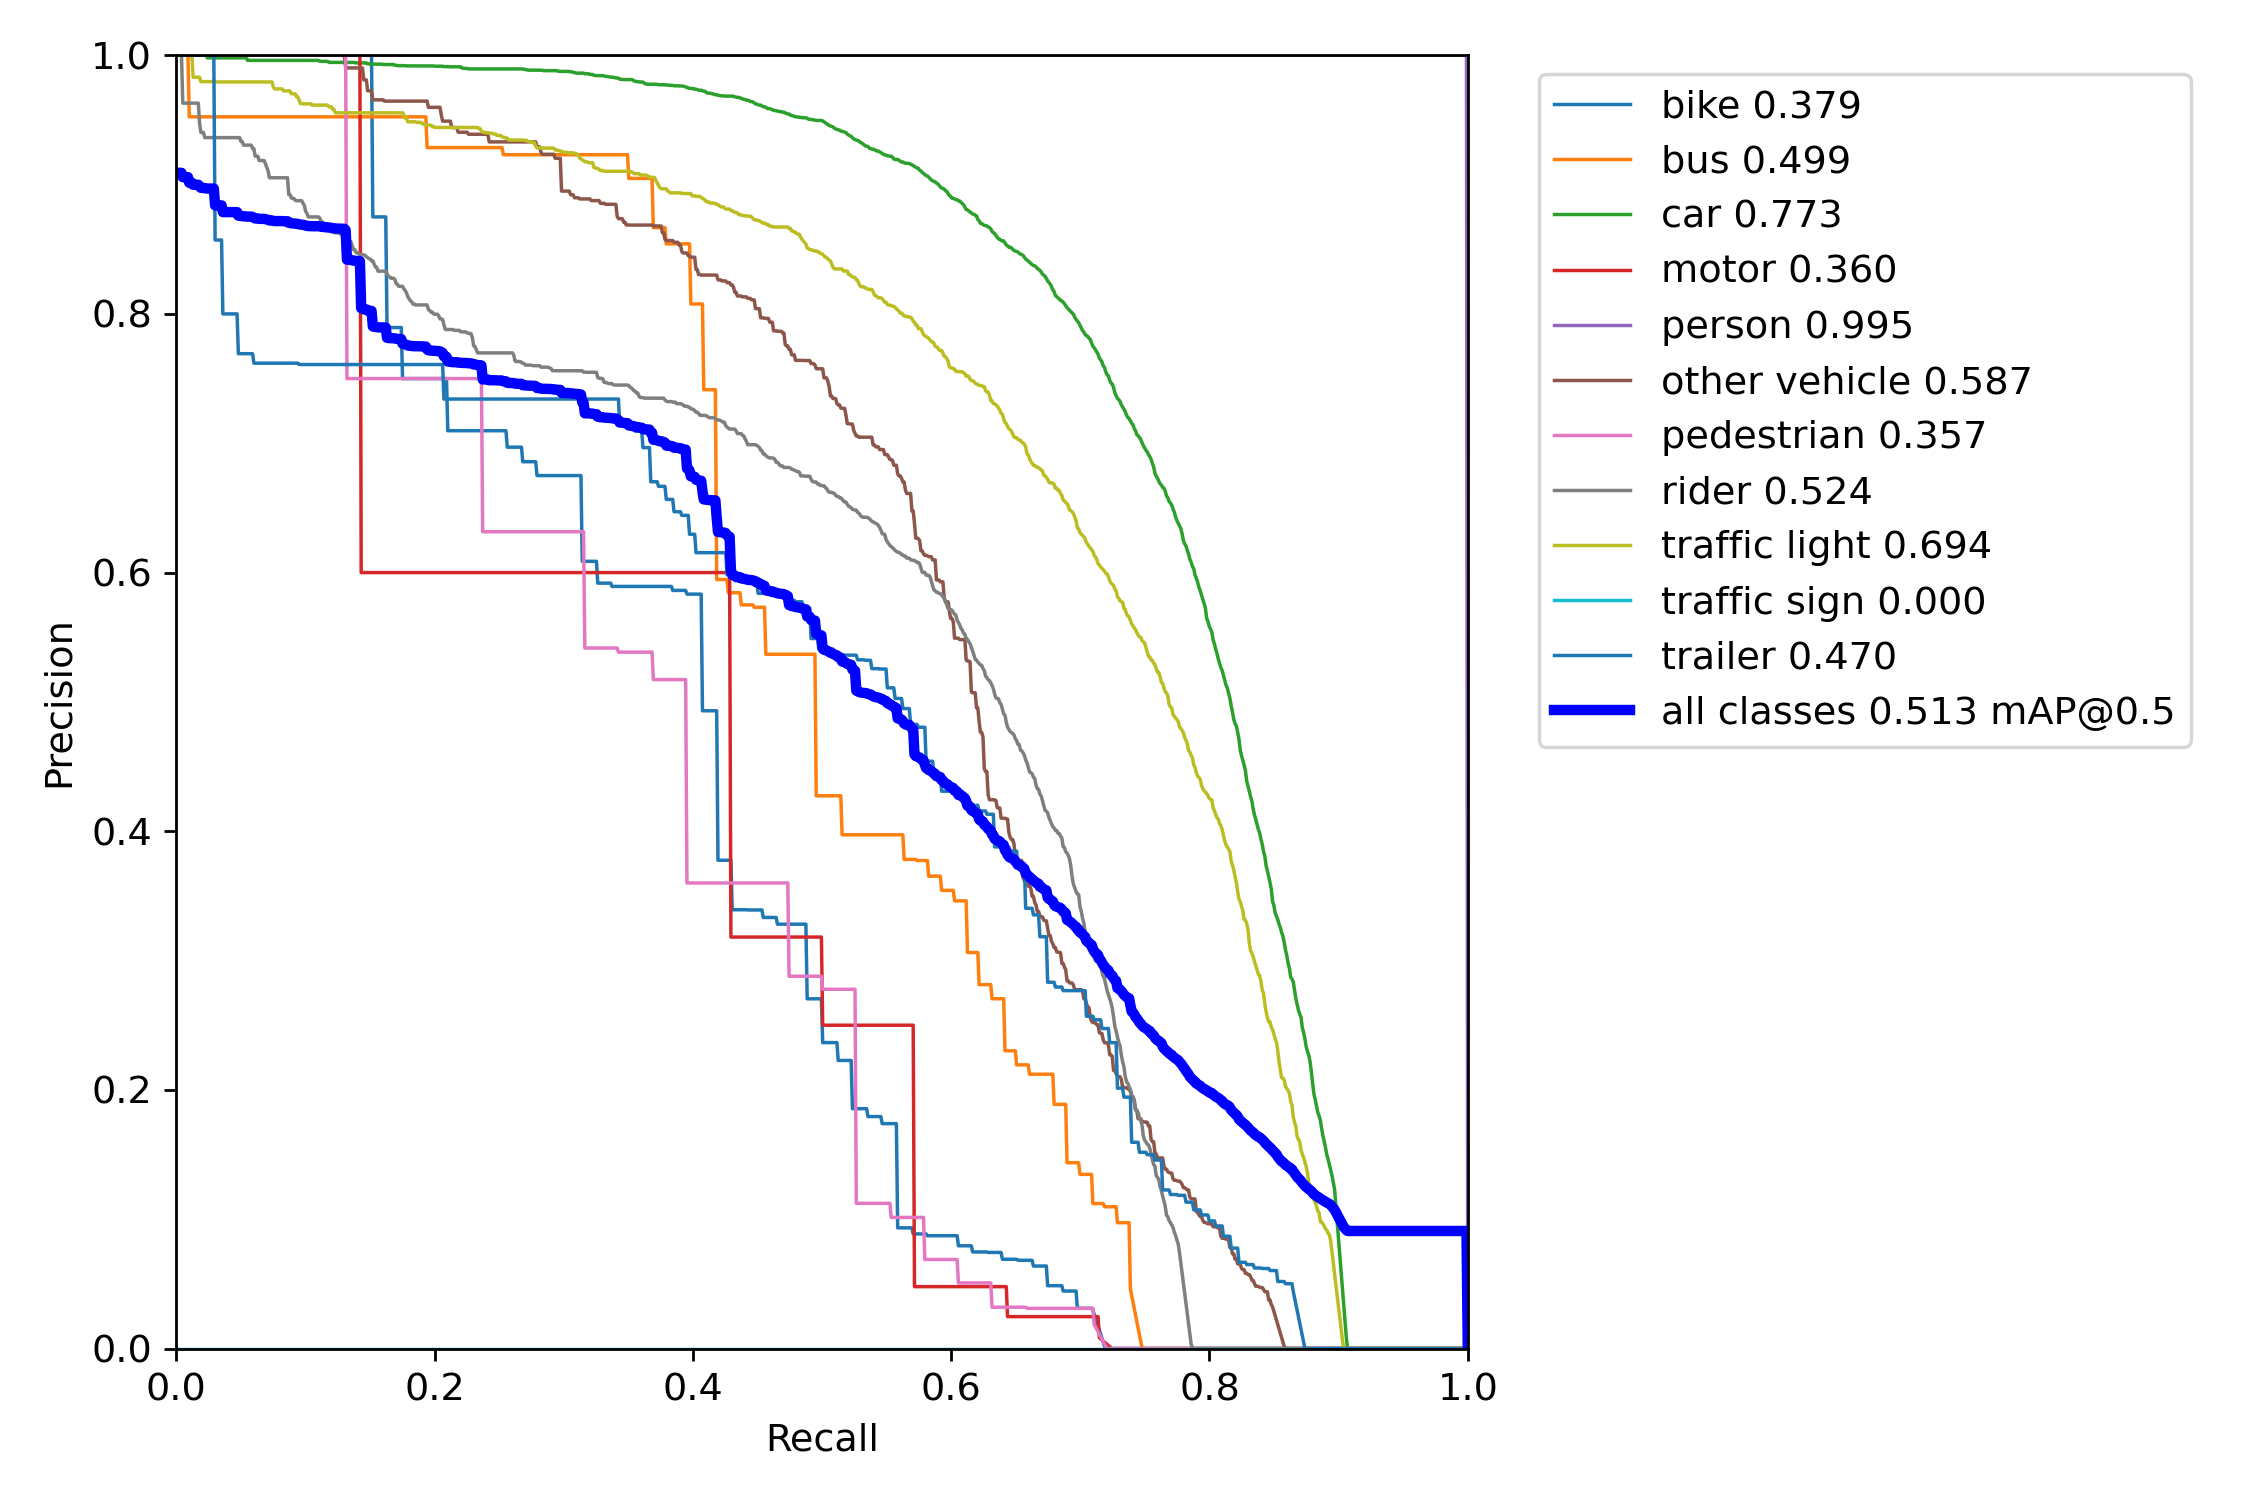 1.0
0.8
0.6
0.4
0.2
0.0
Precision
0.0 0.2 0.4 0.6 0.8 1.0
Recall
bike 0.379
bus 0.499
car 0.773
motor 0.360
person 0.995
other vehicle 0.587
pedestrian 0.357
rider 0.524
traffic light 0.694
traffic sign 0.000
trailer 0.470
all classes 0.513 mAP@0.5